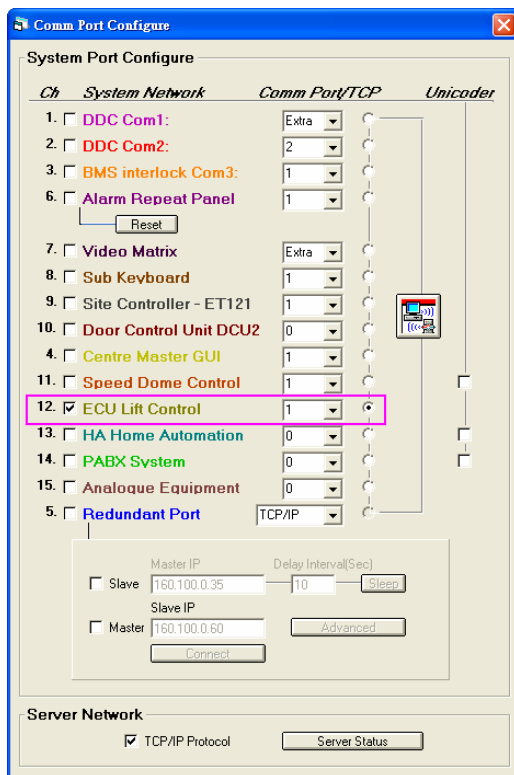 Comm Port Configure
System Port Configure
Ch System Network Comm Port/TCP Unicoder
1. DDC Com1: Extra
2. DDC Com2: 2
3. BMS interlock Com3: 1
6. Alarm Repeat Panel 1
Reset
7. Video Matrix Extra
8. Sub Keyboard 1
9. Site Controller - ET121 1
10. Door Control Unit DCU2 0
4. Centre Master GUI 1
11. Speed Dome Control 1
12. ECU Lift Control 1
13. HA Home Automation 0
14. PABX System 0
15. Analogue Equipment 0
5. Redundant Port TCP/IP
Master IP Delay Interval(Sec)
Slave 160.100.0.35 10 Sleep
Slave IP
Master 160.100.0.60 Advanced
Connect
Server Network
TCP/IP Protocol Server Status